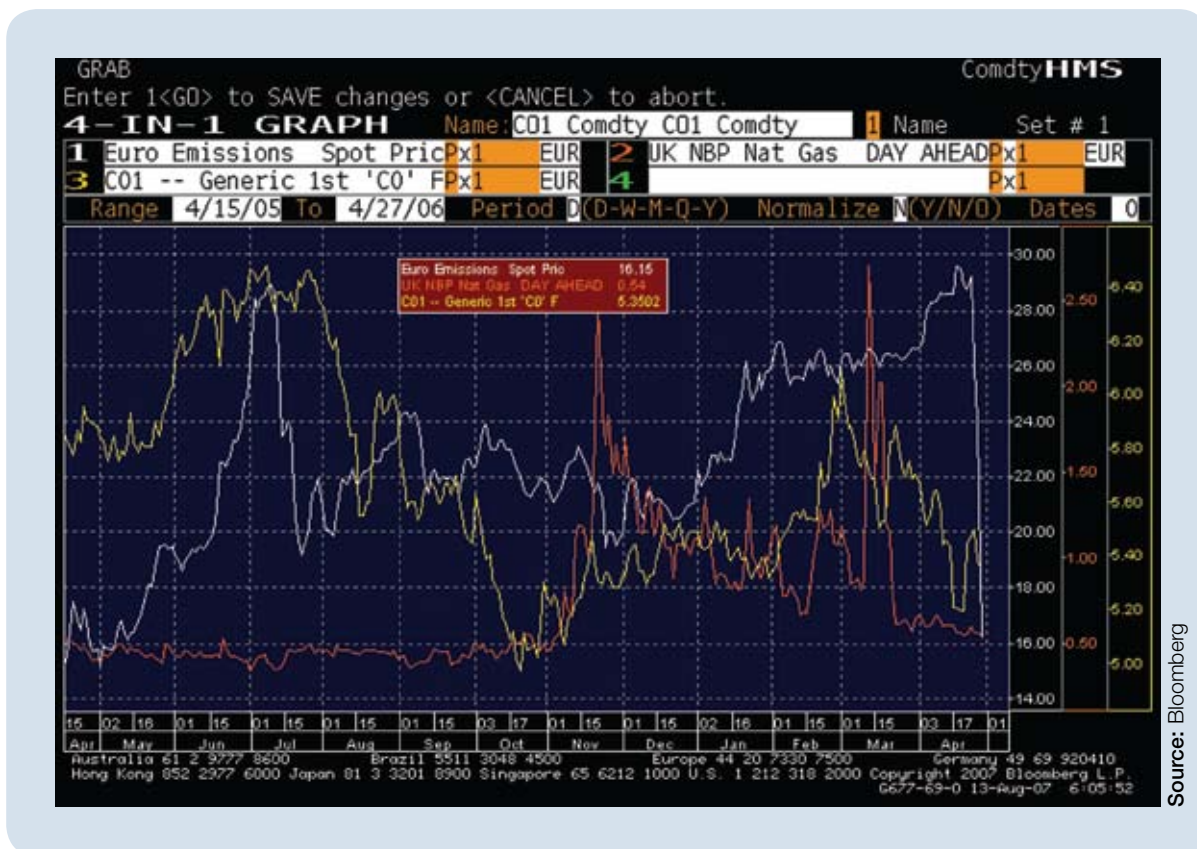 GRAB ComdtyHMS
Enter 1<GO> to SAVE changes or <CANCEL> to abort.
4-IN-1 GRAPH Name:CO1 Comdty CO1 Comdty 1 Name Set # 1
1 Euro Emissions Spot PricPx1 EUR 2 UK NBP Nat Gas DAY AHEADPx1 EUR
3 CO1 -- Generic 1st 'CO' FPx1 EUR 4 Px1
Range 4/15/05 To 4/27/06 Period D(D-W-M-Q-Y) Normalize N(Y/N/O) Dates 0
Euro Emissions Spot Pric 16.15
UK NBP Nat Gas DAY AHEAD 0.54
CO1 -- Generic 1st 'CO' F 5.3502
30.00
28.00
26.00
24.00
22.00
20.00
18.00
16.00
14.00
2.50
2.00
1.50
1.00
0.50
6.40
6.20
6.00
5.80
5.60
5.40
5.20
5.00
15 02 16 01 15 01 15 01 15 01 15 03 17 01 15 01 15 02 16 01 15 01 15 03 17 01
Apr May Jun Jul Aug Sep Oct Nov Dec Jan Feb Mar Apr
Australia 61 2 9777 8600 Brazil 5511 3048 4500 Europe 44 20 7330 7500 Germany 49 69 920410
Hong Kong 852 2977 6000 Japan 81 3 3201 8900 Singapore 65 6212 1000 U.S. 1 212 318 2000 Copyright 2007 Bloomberg L.P.
G677-69-0 13-Aug-07 6:05:52
Source: Bloomberg